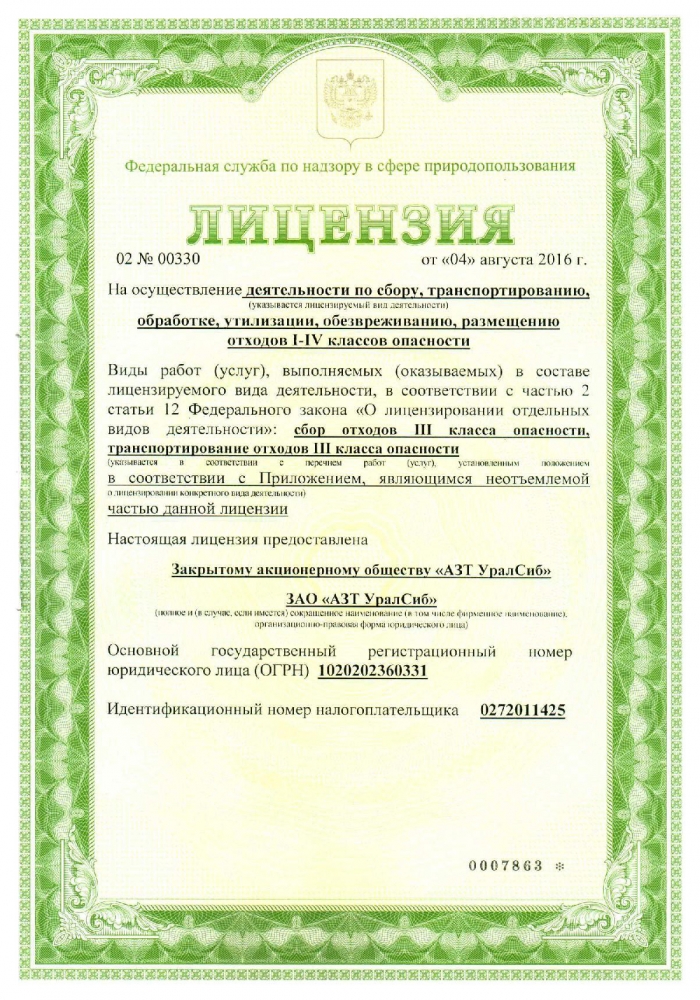 Федеральная служба по надзору в сфере природопользования
ЛИЦЕНЗИЯ
02 № 00330 от «04» августа 2016 г.
На осуществление деятельности по сбору, транспортированию,
(указывается лицензируемый вид деятельности)
обработке, утилизации, обезвреживанию, размещению
отходов I-IV классов опасности
Виды работ (услуг), выполняемых (оказываемых) в составе
лицензируемого вида деятельности, в соответствии с частью 2
статьи 12 Федерального закона «О лицензировании отдельных
видов деятельности»: сбор отходов III класса опасности,
транспортирование отходов III класса опасности
(указывается в соответствии с перечнем работ (услуг), установленным положением
в соответствии с Приложением, являющимся неотъемлемой
о лицензировании конкретного вида деятельности)
частью данной лицензии
Настоящая лицензия предоставлена
Закрытому акционерному обществу «АЗТ УралСиб»
ЗАО «АЗТ УралСиб»
(полное и (в случае, если имеется) сокращенное наименование (в том числе фирменное наименование),
организационно-правовая форма юридического лица)
Основной государственный регистрационный номер
юридического лица (ОГРН) 1020202360331
Идентификационный номер налогоплательщика 0272011425
0007863 *